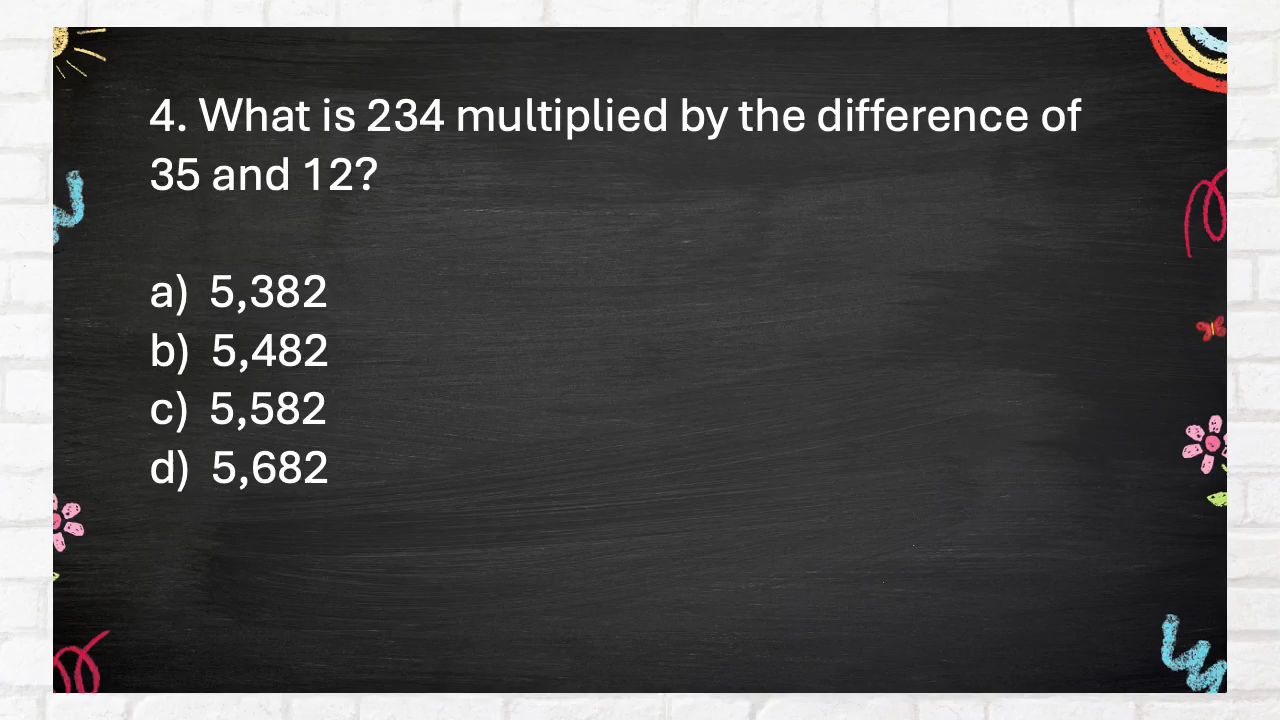 4. What is 234 multiplied by the difference of
35 and 12?
a) 5,382
b) 5,482
c) 5,582
d) 5,682